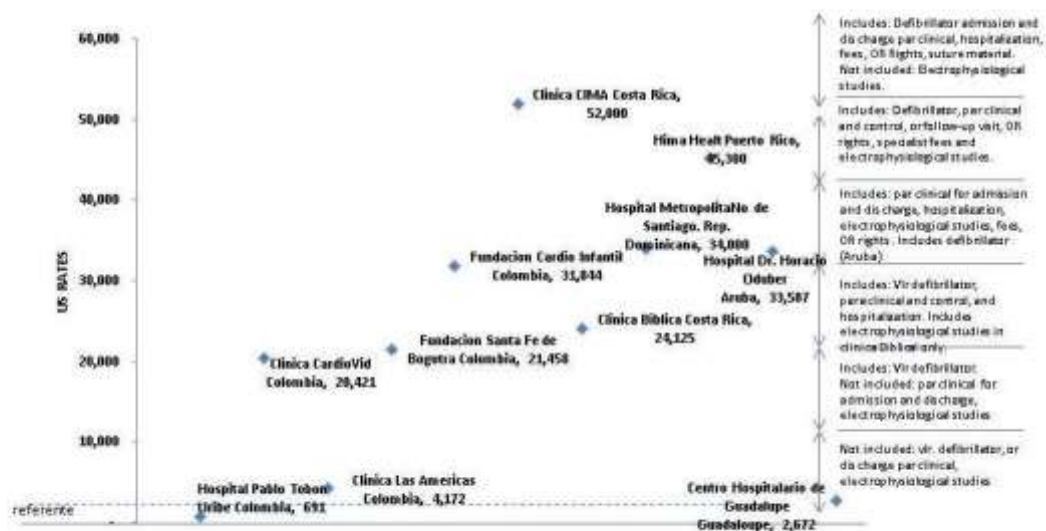 60,000
50,000
40,000
30,000
20,000
10,000
-
US RATES
referente
Clinica CIMA Costa Rica,
52,000
Hima Healt Puerto Rico,
45,300
Hospital MetropolitaNo de
Santiago. Rep.
Dominicana, 34,000
Fundacion Cardio Infantil
Colombia, 31,844
Hospital Dr. Horacio
Oduber
Aruba, 33,587
Clinica Biblica Costa Rica,
24,125
Fundacion Santa Fe de
Bogotra Colombia, 21,458
Clinica CardioVid
Colombia, 20,421
Clinica Las Americas
Colombia, 4,172
Hospital Pablo Tobon
Uribe Colombia, 691
Centro Hospitalario de
Guadalupe
Guadaloupe, 2,672
Includes: Defibrillator admission and
discharge par clinical, hospitalization,
fees, OR Rights, suture material.
Not included: Electrophysiological
studies.
Includes: Defibrillator, par clinical
and control, or follow-up visit, OR
rights, specialist fees and
electrophysiological studies.
Includes: par clinical for admission
and discharge, hospitalization,
electrophysiological studies, fees,
OR rights. Includes defibrillator
(Aruba)
Includes: Vir defibrillator,
paraclinical and control, and
hospitalization. Includes
electrophysiological studies in
clinica Biblical only.
Includes: Vir defibrillator.
Not included: par clinical for
admission and discharge,
electrophysiological studies
Not included: vir. defibrillator, or
discharge par clinical,
electrophysiological studies